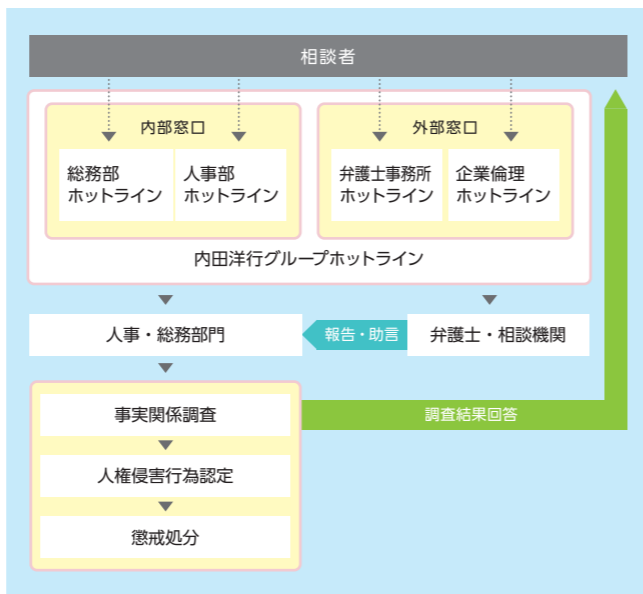 相談者
内部窓口
総務部
ホットライン
人事部
ホットライン
外部窓口
弁護士事務所
ホットライン
企業倫理
ホットライン
内田洋行グループホットライン
人事・総務部門
報告・助言
弁護士・相談機関
事実関係調査
調査結果回答
人権侵害行為認定
懲戒処分